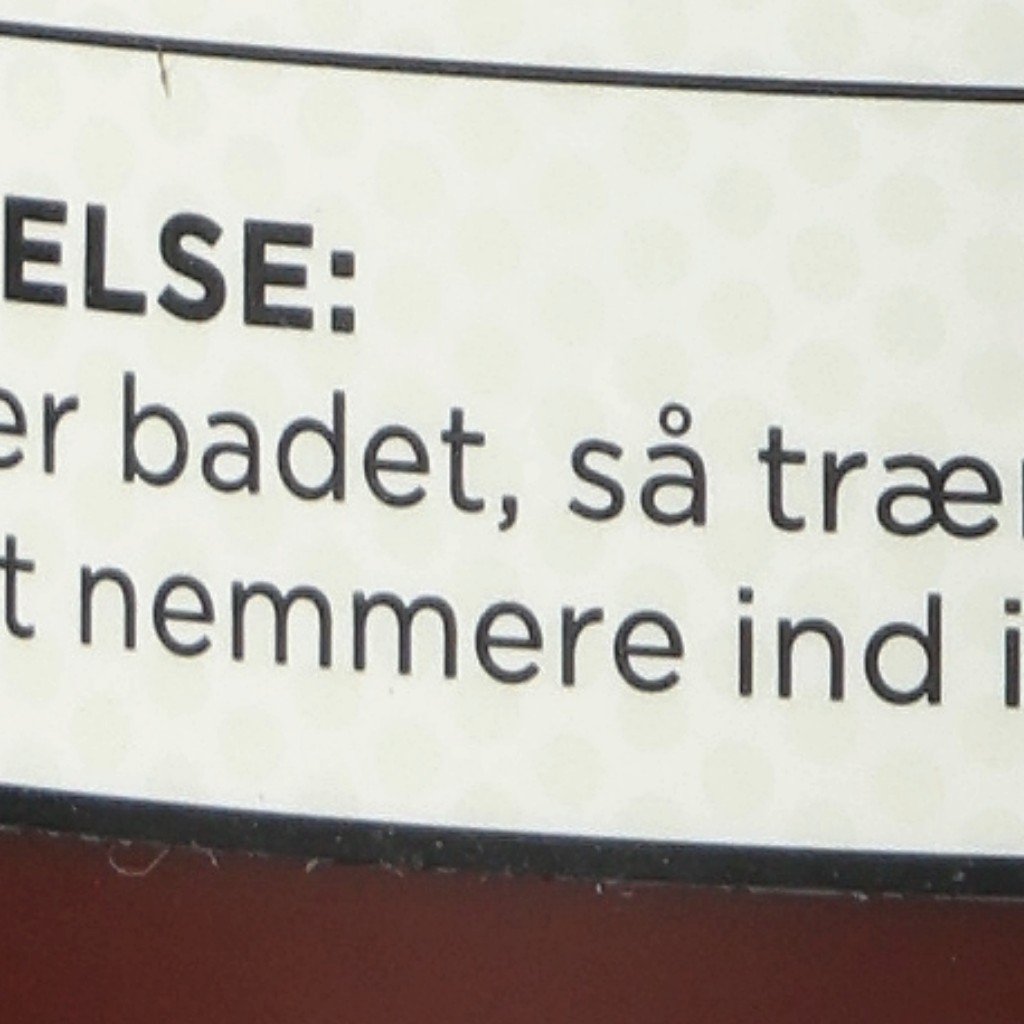 ELSE:
er badet, så træ
t nemmere ind i